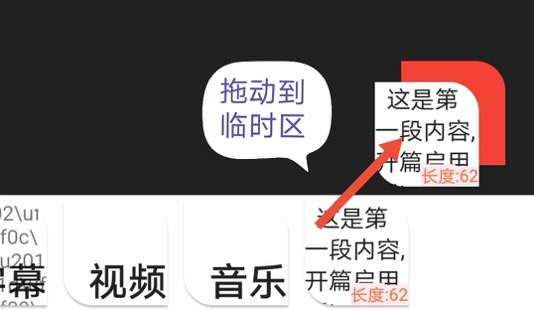 拖动到
临时区
这是第
一段内容,
开篇启用
长度:62
02\u1
f0c\
u201
幕
视频
音乐
这是第
一段内容,
开篇启用
长度:62